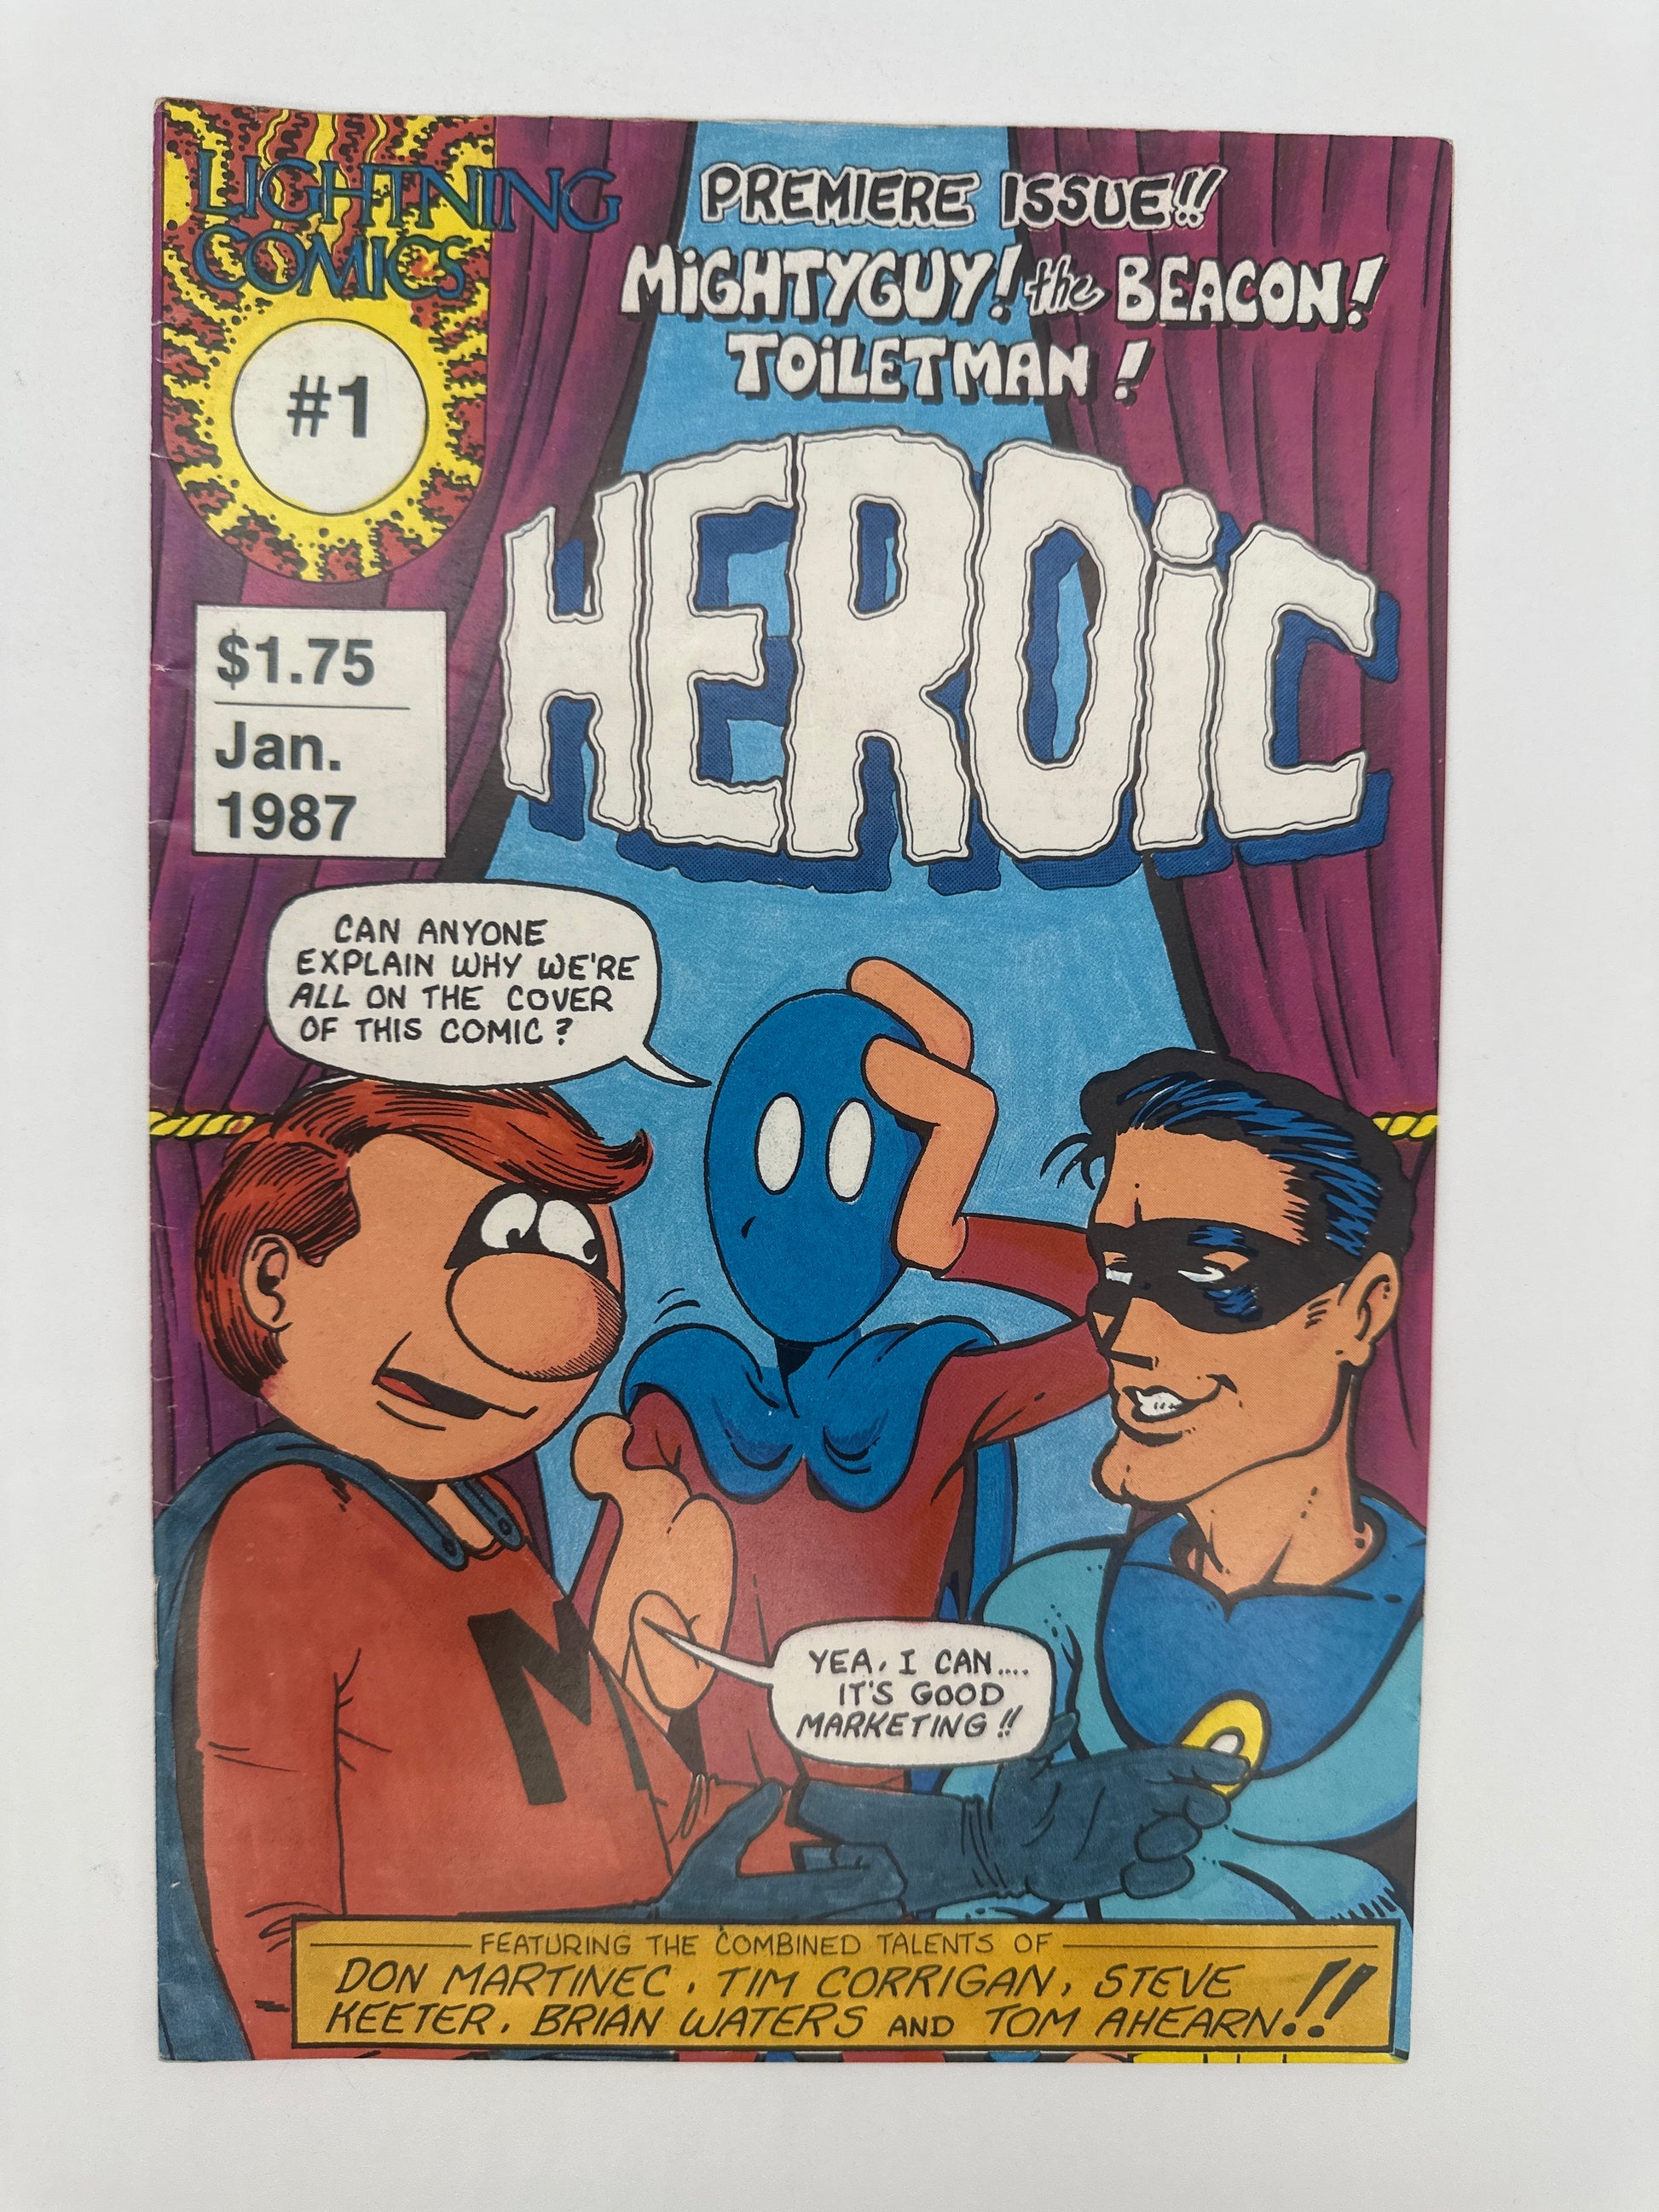 LIGHTNING
COMICS
#1
PREMIERE ISSUE!!
MiGHTYGUY! the BEACON!
TOiLETMAN!
HEROiC
$1.75
Jan.
1987
CAN ANYONE
EXPLAIN WHY WE'RE
ALL ON THE COVER
OF THIS COMIC?
M
YEA, I CAN....
IT'S GOOD
MARKETING!!
FEATURING THE COMBINED TALENTS OF
DON MARTINEC, TIM CORRIGAN, STEVE
KEETER, BRIAN WATERS AND TOM AHEARN!!